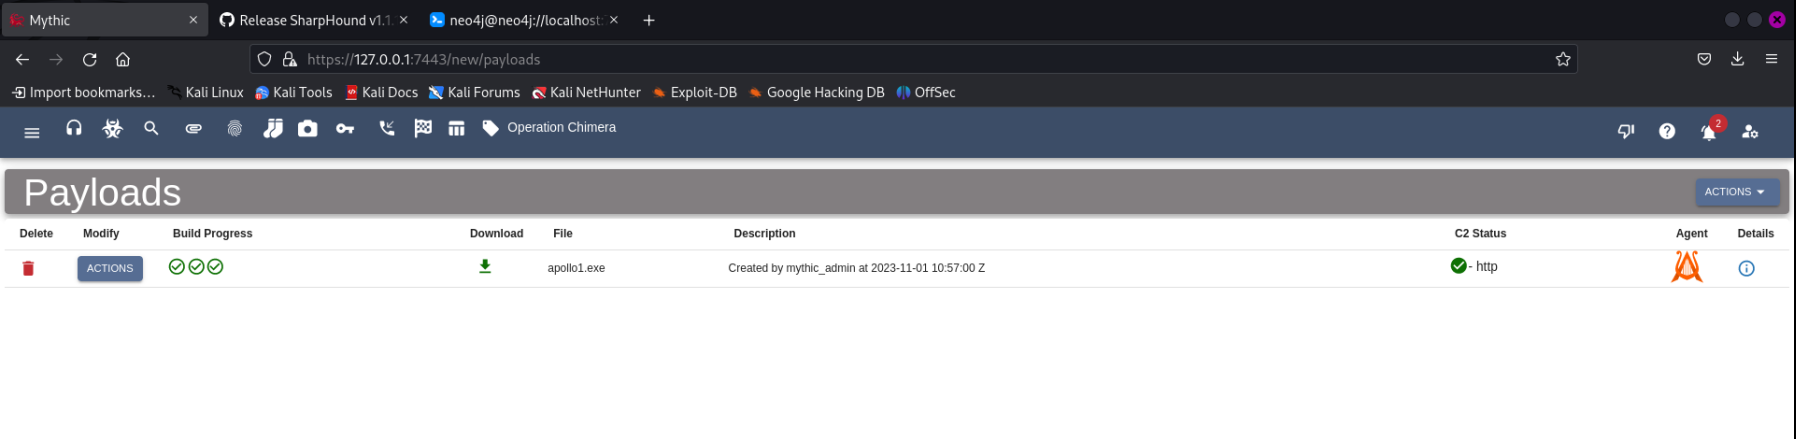 Mythic
Release SharpHound v1.1.
neo4j@neo4j://localhost:
https://127.0.0.1:7443/new/payloads
Import bookmarks... Kali Linux Kali Tools Kali Docs Kali Forums Kali NetHunter Exploit-DB Google Hacking DB OffSec
Operation Chimera
2
Payloads
ACTIONS
Delete Modify Build Progress Download File Description C2 Status Agent Details
ACTIONS apollo1.exe Created by mythic_admin at 2023-11-01 10:57:00 Z - http